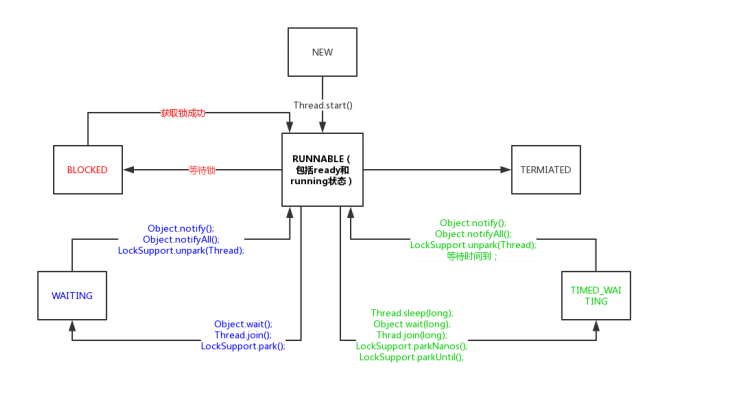 NEW
Thread.start()
获取锁成功
RUNNABLE（
包括ready和
running状态）
BLOCKED
等待锁
TERMIATED
Object.notify();
Object.notifyAll();
LockSupport.unpark(Thread);
Object.notify();
Object.notifyAll();
LockSupport.unpark(Thread);
等待时间到；
WAITING
TIMED_WAI
TING
Object.wait();
Thread.join();
LockSupport.park();
Thread.sleep(long);
Object.wait(long);
Thrad.join(long);
LockSupport.parkNanos();
LockSupport.parkUntil();